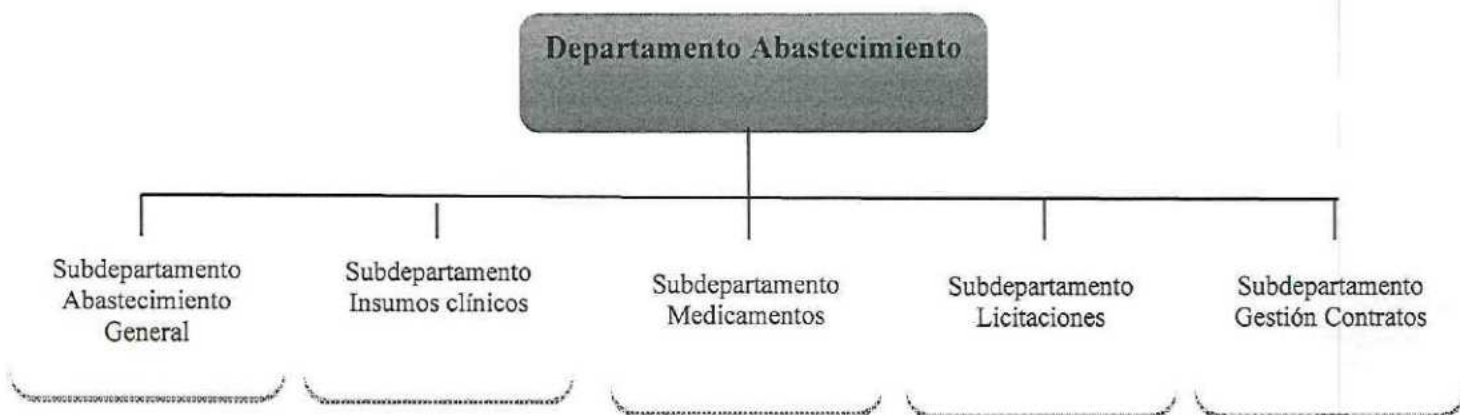 Departamento Abastecimiento
Subdepartamento
Abastecimiento
General
Subdepartamento
Insumos clínicos
Subdepartamento
Medicamentos
Subdepartamento
Licitaciones
Subdepartamento
Gestión Contratos